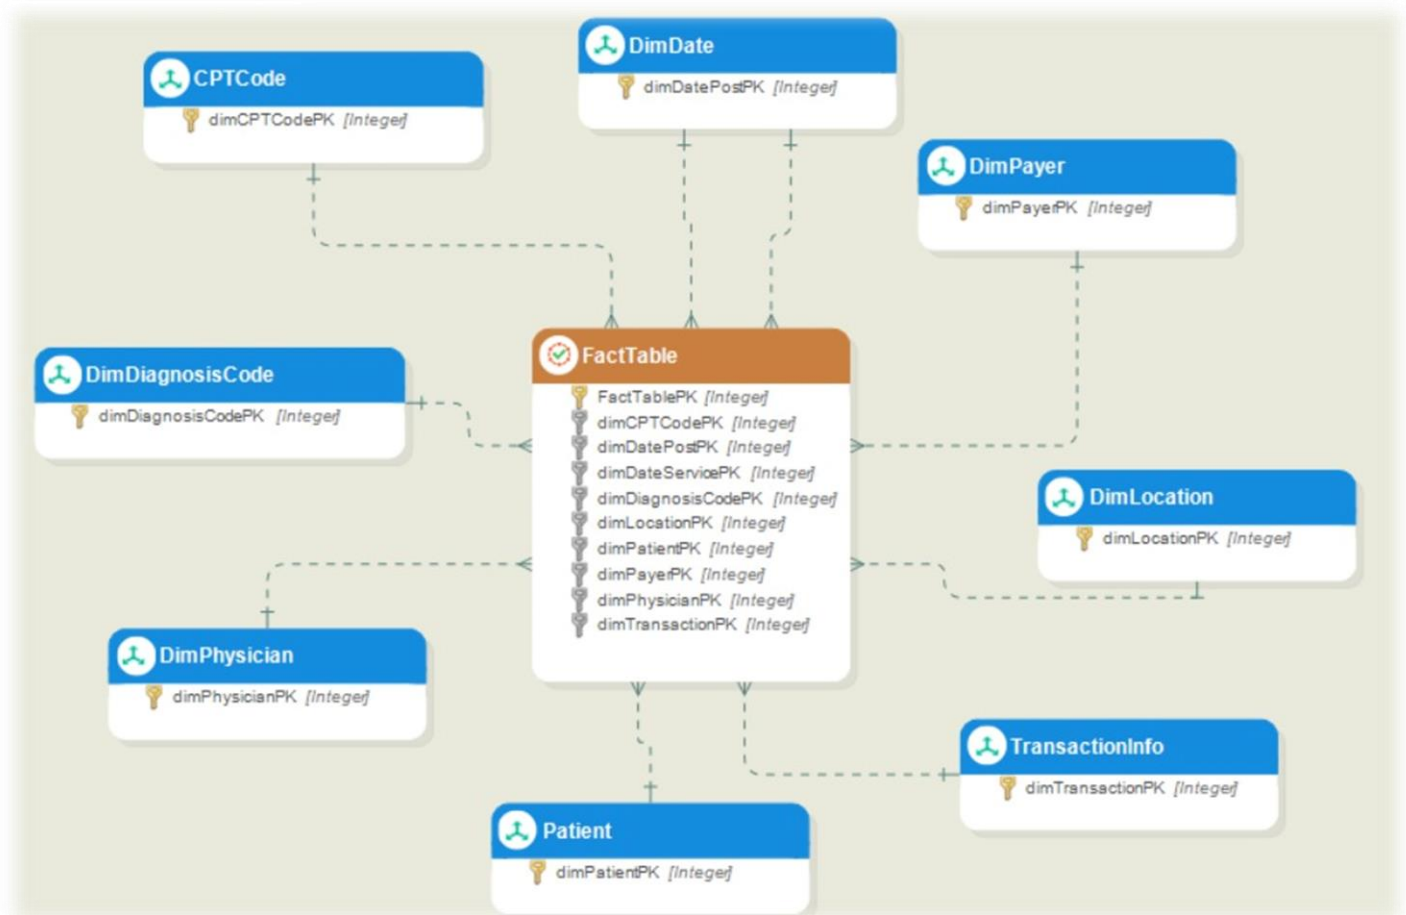 DimDate
dimDatePostPK [Integer]
CPTCode
dimCPTCodePK [Integer]
DimPayer
dimPayerPK [Integer]
FactTable
FactTablePK [Integer]
dimCPTCodePK [Integer]
dimDatePostPK [Integer]
dimDateServicePK [Integer]
dimDiagnosisCodePK [Integer]
dimLocationPK [Integer]
dimPatientPK [Integer]
dimPayerPK [Integer]
dimPhysicianPK [Integer]
dimTransactionPK [Integer]
DimDiagnosisCode
dimDiagnosisCodePK [Integer]
DimLocation
dimLocationPK [Integer]
DimPhysician
dimPhysicianPK [Integer]
TransactionInfo
dimTransactionPK [Integer]
Patient
dimPatientPK [Integer]